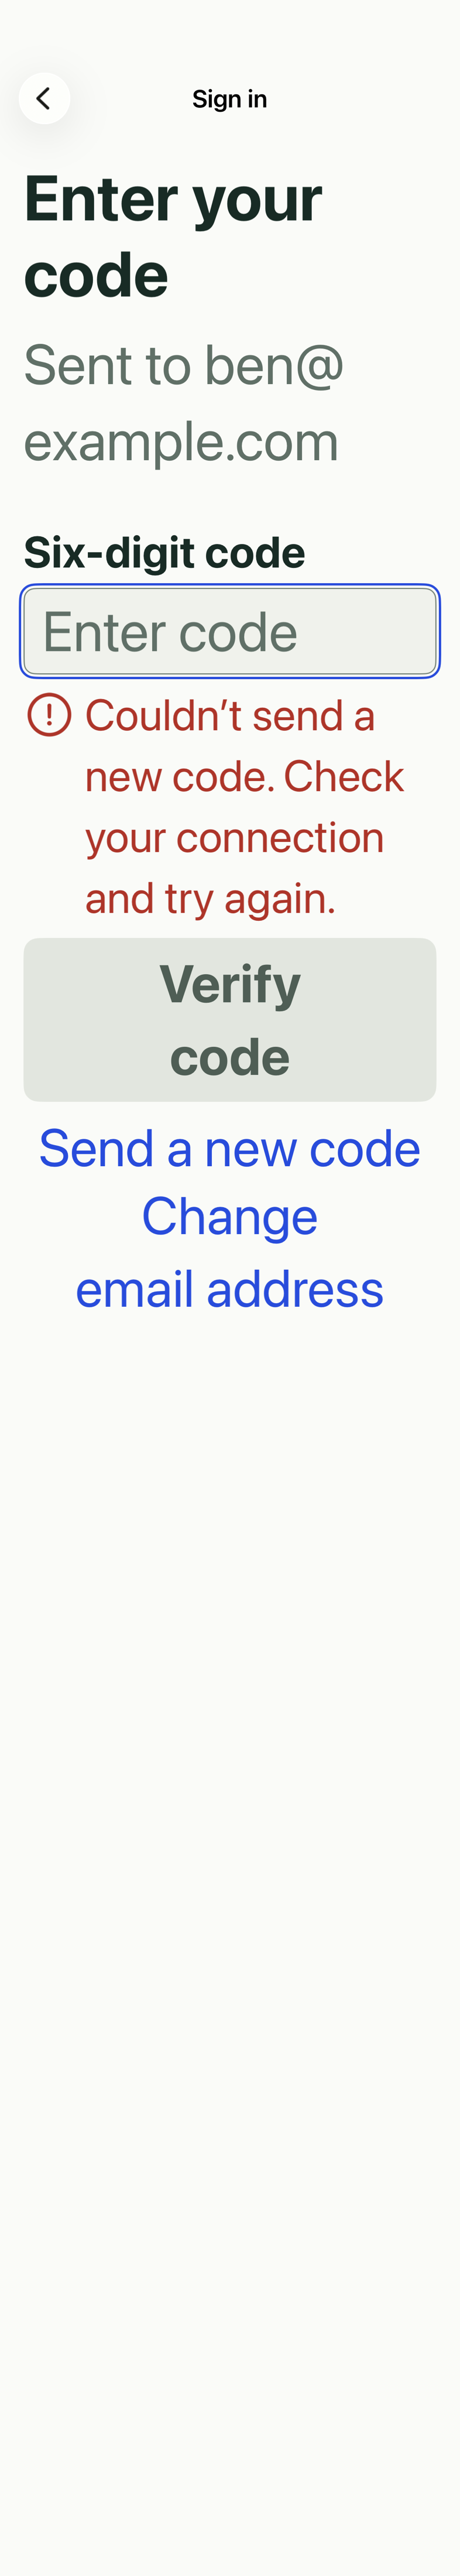 Sign in
Enter your
code
Sent to ben@
example.com
Six-digit code
Enter code
Couldn’t send a
new code. Check
your connection
and try again.
Verify
code
Send a new code
Change
email address